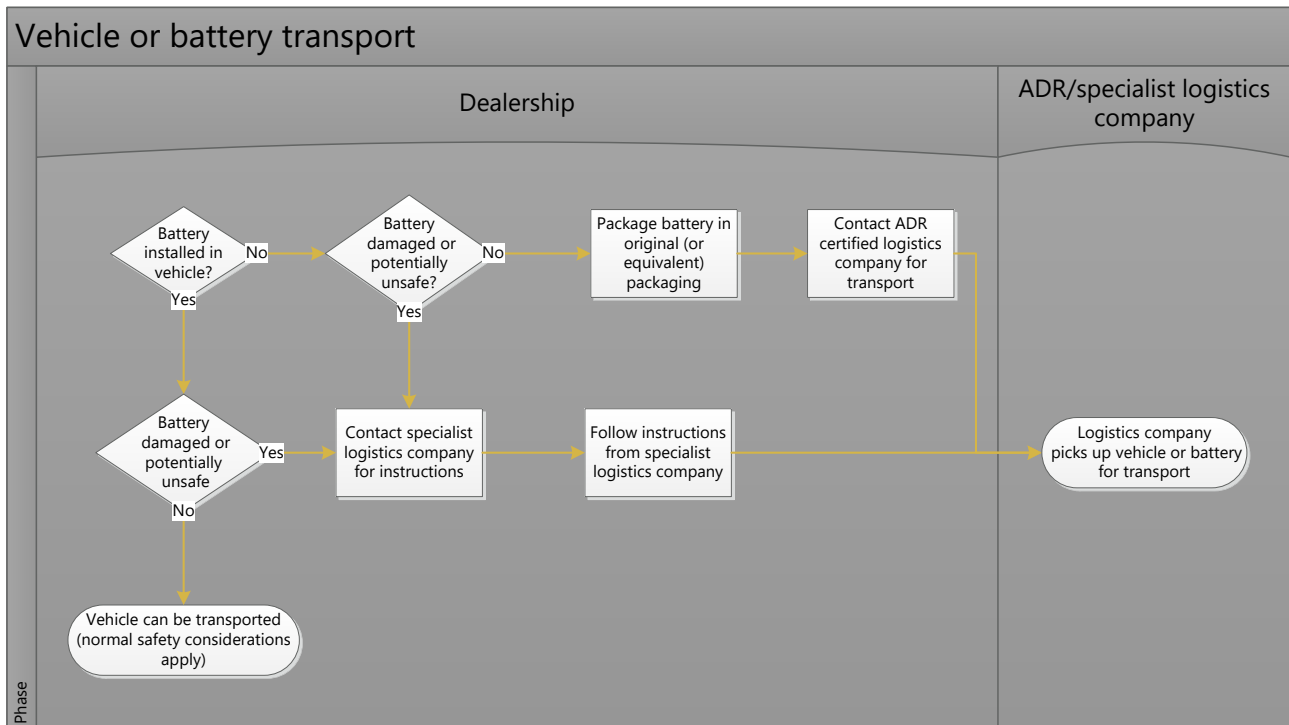 Vehicle or battery transport
Dealership
ADR/specialist logistics
company
Battery
installed in
vehicle?
No
Yes
Battery
damaged or
potentially
unsafe?
No
Yes
Package battery in
original (or
equivalent)
packaging
Contact ADR
certified logistics
company for
transport
Battery
damaged or
potentially
unsafe
Yes
No
Contact specialist
logistics company
for instructions
Follow instructions
from specialist
logistics company
Logistics company
picks up vehicle or battery
for transport
Vehicle can be transported
(normal safety considerations
apply)
Phase